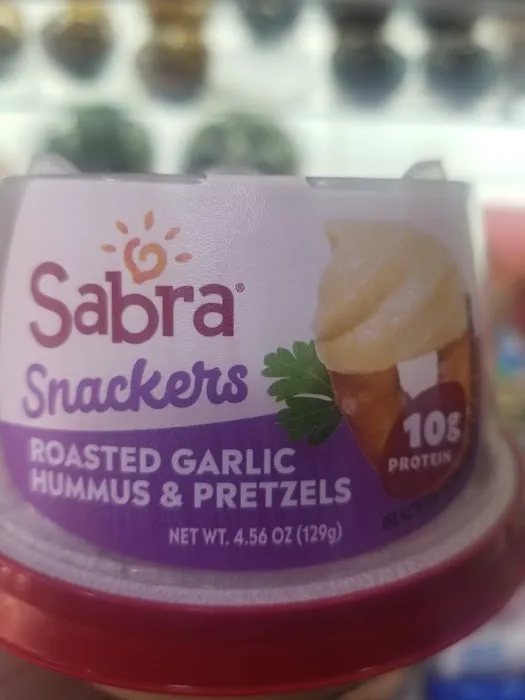 Sabra®
Snackers
ROASTED GARLIC
HUMMUS & PRETZELS
NET WT. 4.56 OZ (129g)
10g
PROTEIN